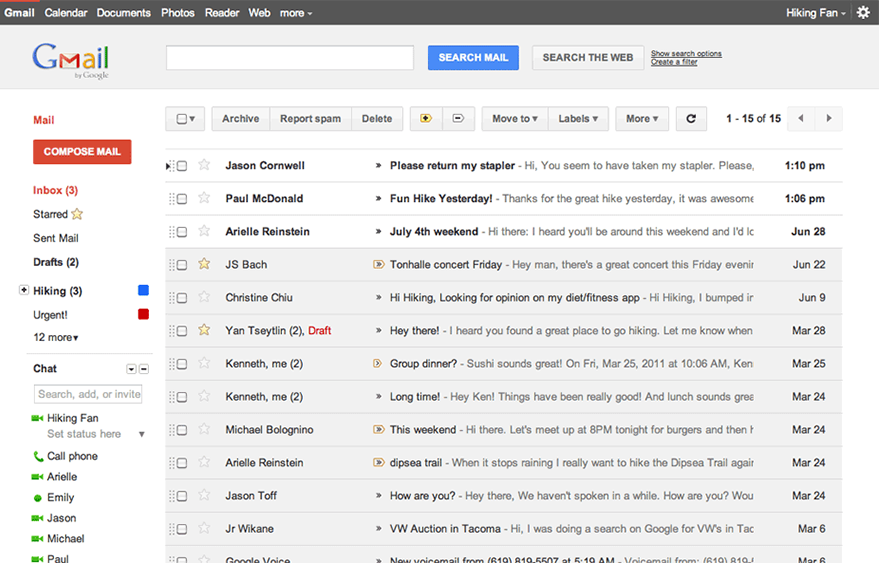 Gmail Calendar Documents Photos Reader Web more Hiking Fan
Gmail
by Google
SEARCH MAIL SEARCH THE WEB Show search options
Create a filter
Mail Archive Report spam Delete Move to Labels More 1 - 15 of 15
COMPOSE MAIL
Inbox (3)
Starred
Sent Mail
Drafts (2)
Hiking (3)
Urgent!
12 more
Chat
Search, add, or invite
Hiking Fan
Set status here
Call phone
Arielle
Emily
Jason
Michael
Paul
Jason Cornwell » Please return my stapler - Hi, You seem to have taken my stapler. Please, 1:10 pm
Paul McDonald » Fun Hike Yesterday! - Thanks for the great hike yesterday, it was awesome 1:06 pm
Arielle Reinstein » July 4th weekend - Hi there: I heard you'll be around this weekend and I'd lo Jun 28
JS Bach Tonhalle concert Friday - Hey man, there's a great concert this Friday evenin Jun 22
Christine Chiu » Hi Hiking, Looking for opinion on my diet/fitness app - Hi Hiking, I bumped in Jun 9
Yan Tseytlin (2), Draft » Hey there! - I heard you found a great place to go hiking. Let me know when Mar 28
Kenneth, me (2) Group dinner? - Sushi sounds great! On Fri, Mar 25, 2011 at 10:06 AM, Ken Mar 25
Kenneth, me (2) » Long time! - Hey Ken! Things have been really good! And lunch sounds grea Mar 24
Michael Bolognino This weekend - Hi there. Let's meet up at 8PM tonight for burgers and then h Mar 24
Arielle Reinstein dipsea trail - When it stops raining I really want to hike the Dipsea Trail again Mar 24
Jason Toff » How are you? - Hey there, We haven't spoken in a while. How are you? Wou Mar 24
Jr Wikane » VW Auction in Tacoma - Hi, I was doing a search on Google for VW's in Tac Mar 6
Google Voice » New voicemail from (619) 819-5507 at 5:19 AM - Voicemail from: (619) 819- Mar 6